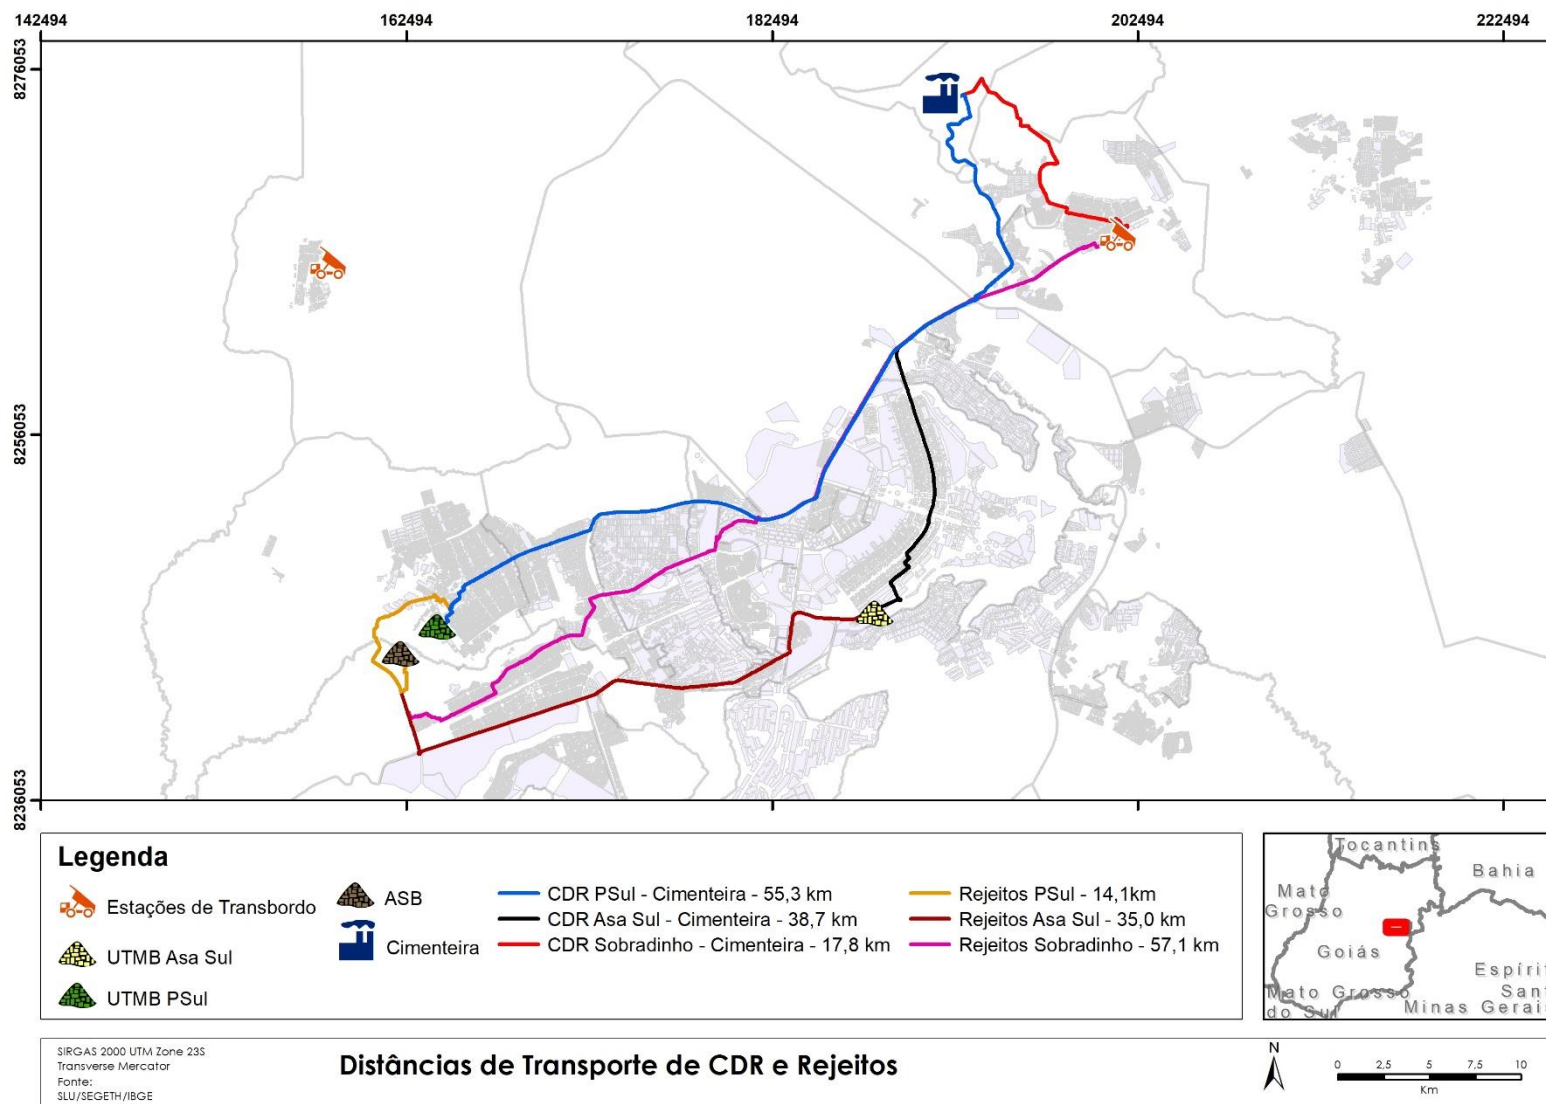 142494
162494
182494
202494
222494
8276053
8256053
8236053
Legenda
Estações de Transbordo
UTMB Asa Sul
UTMB PSul
ASB
Cimenteira
CDR PSul - Cimenteira - 55,3 km
CDR Asa Sul - Cimenteira - 38,7 km
CDR Sobradinho - Cimenteira - 17,8 km
Rejeitos PSul - 14,1km
Rejeitos Asa Sul - 35,0 km
Rejeitos Sobradinho - 57,1 km
Tocantins
Bahia
Mato
Grosso
Goiás
Espírit
Sant
Mato Grosso
do Sul
Minas Gerais
SIRGAS 2000 UTM Zone 23S
Transverse Mercator
Fonte:
SLU/SEGETH/IBGE
Distâncias de Transporte de CDR e Rejeitos
N
0 2,5 5 7,5 10
Km